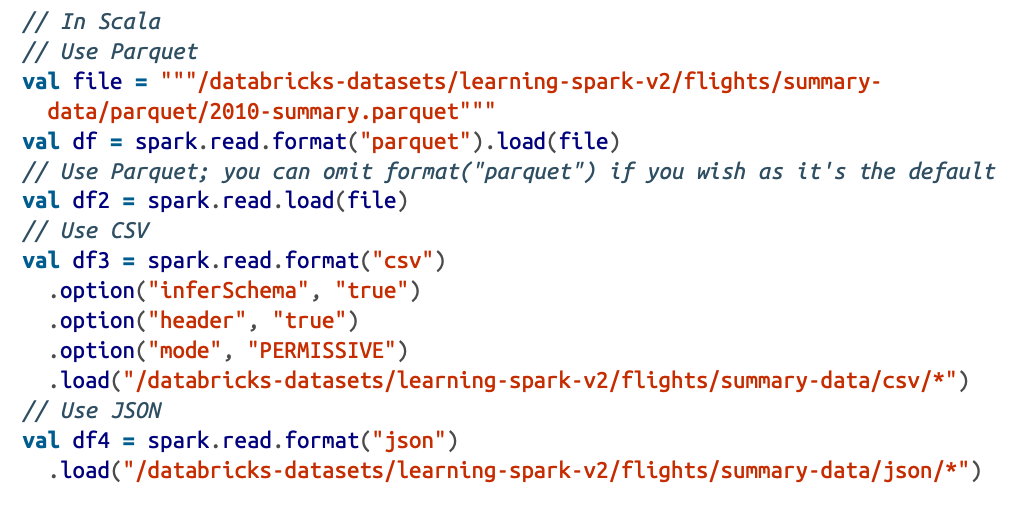 // In Scala
// Use Parquet
val file = """/databricks-datasets/learning-spark-v2/flights/summary-
data/parquet/2010-summary.parquet"""
val df = spark.read.format("parquet").load(file)
// Use Parquet; you can omit format("parquet") if you wish as it's the default
val df2 = spark.read.load(file)
// Use CSV
val df3 = spark.read.format("csv")
.option("inferSchema", "true")
.option("header", "true")
.option("mode", "PERMISSIVE")
.load("/databricks-datasets/learning-spark-v2/flights/summary-data/csv/*")
// Use JSON
val df4 = spark.read.format("json")
.load("/databricks-datasets/learning-spark-v2/flights/summary-data/json/*")